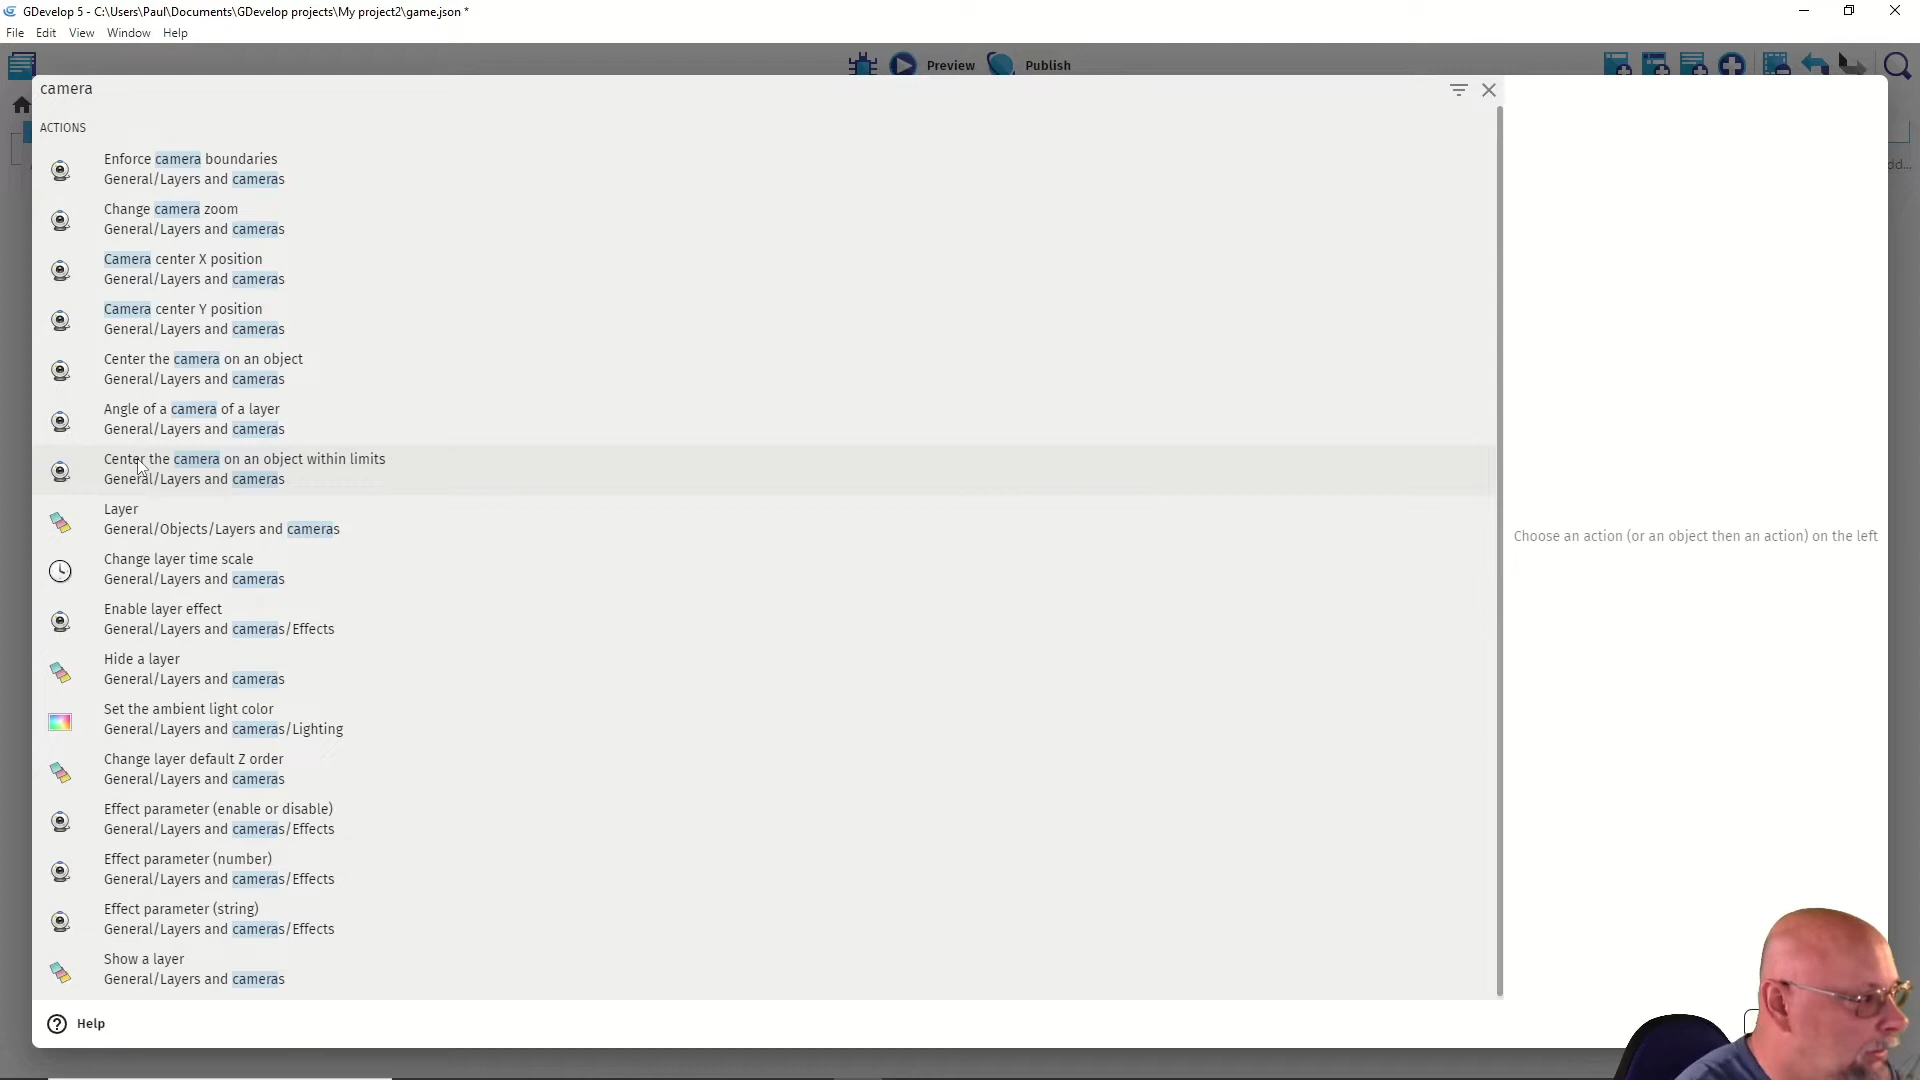 GDevelop 5 - C:\Users\Paul\Documents\GDevelop projects\My project2\game.json *
File Edit View Window Help
Preview Publish
camera
ACTIONS
Enforce camera boundaries
General/Layers and cameras
Change camera zoom
General/Layers and cameras
Camera center X position
General/Layers and cameras
Camera center Y position
General/Layers and cameras
Center the camera on an object
General/Layers and cameras
Angle of a camera of a layer
General/Layers and cameras
Center the camera on an object within limits
General/Layers and cameras
Layer
General/Objects/Layers and cameras
Change layer time scale
General/Layers and cameras
Enable layer effect
General/Layers and cameras/Effects
Hide a layer
General/Layers and cameras
Set the ambient light color
General/Layers and cameras/Lighting
Change layer default Z order
General/Layers and cameras
Effect parameter (enable or disable)
General/Layers and cameras/Effects
Effect parameter (number)
General/Layers and cameras/Effects
Effect parameter (string)
General/Layers and cameras/Effects
Show a layer
General/Layers and cameras
Choose an action (or an object then an action) on the left
Help